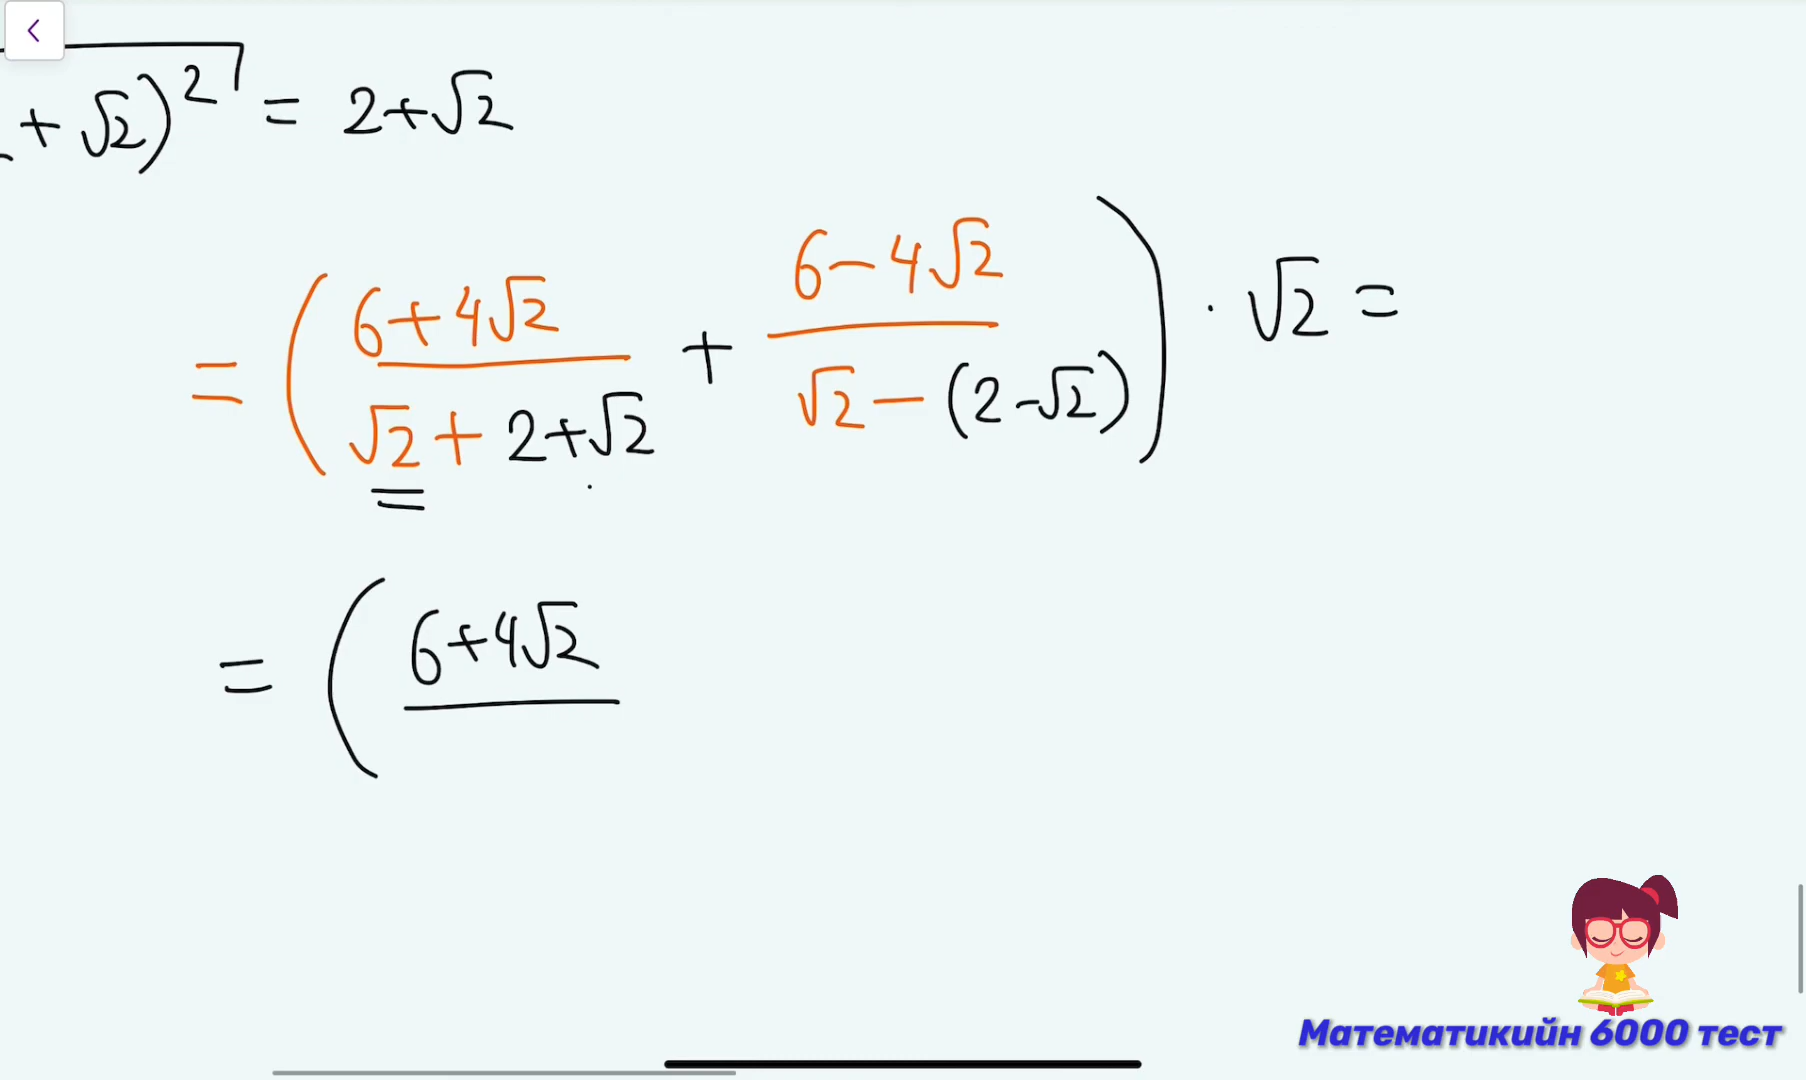 + √2)² = 2+√2
= ( (6+4√2)/(√2 + 2+√2) + (6-4√2)/(√2 - (2-√2)) ) · √2 =
= ( 6+4√2
Математикийн 6000 тест